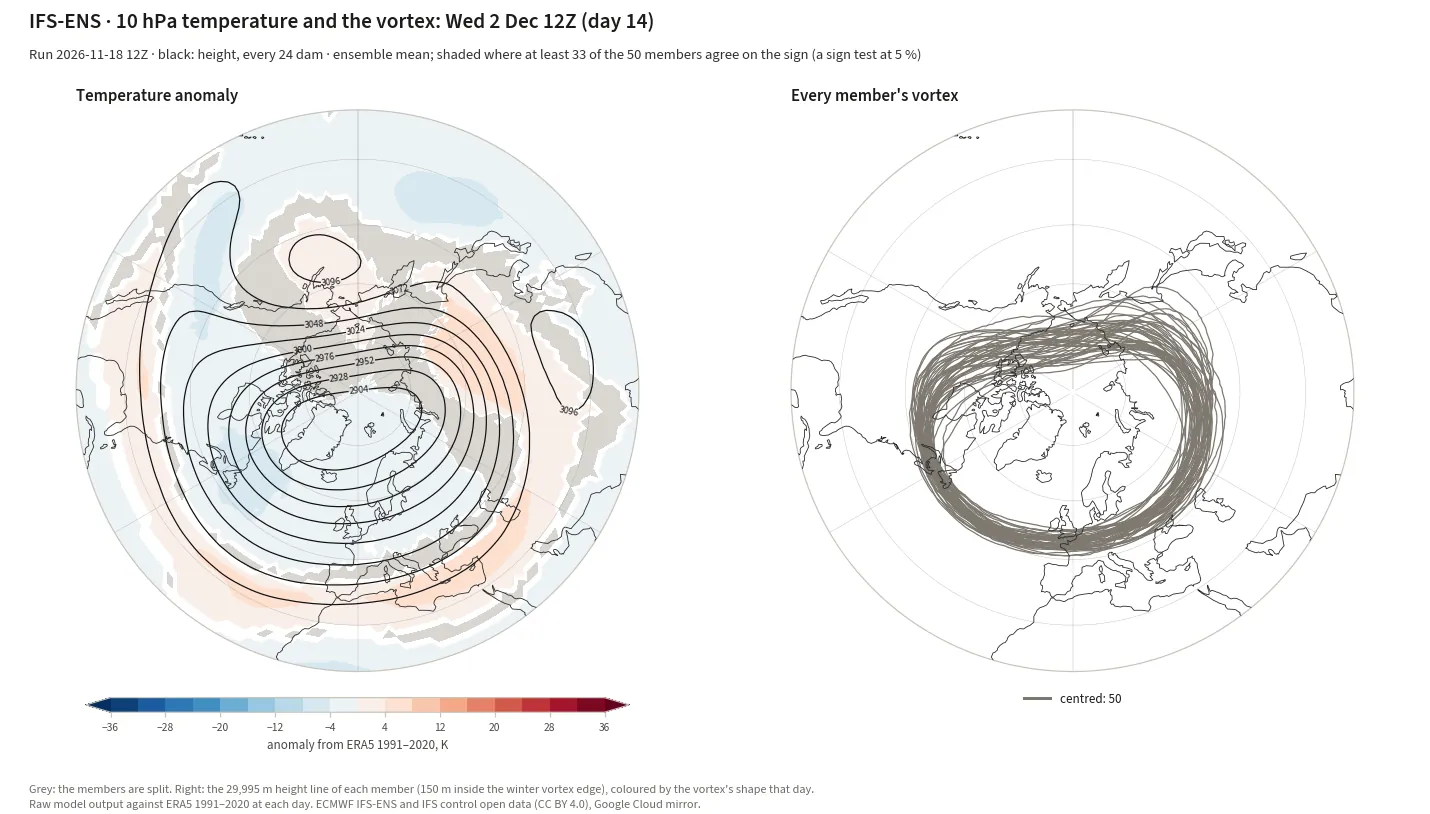 IFS-ENS · 10 hPa temperature and the vortex: Wed 2 Dec 12Z (day 14)
Run 2026-11-18 12Z · black: height, every 24 dam · ensemble mean; shaded where at least 33 of the 50 members agree on the sign (a sign test at 5 %)
Temperature anomaly
Every member's vortex
3096
3072
3048
3024
3000
2976
2952
2928
2904
3096
centred: 50
−36 −28 −20 −12 −4 4 12 20 28 36
anomaly from ERA5 1991–2020, K
Grey: the members are split. Right: the 29,995 m height line of each member (150 m inside the winter vortex edge), coloured by the vortex's shape that day.
Raw model output against ERA5 1991–2020 at each day. ECMWF IFS-ENS and IFS control open data (CC BY 4.0), Google Cloud mirror.